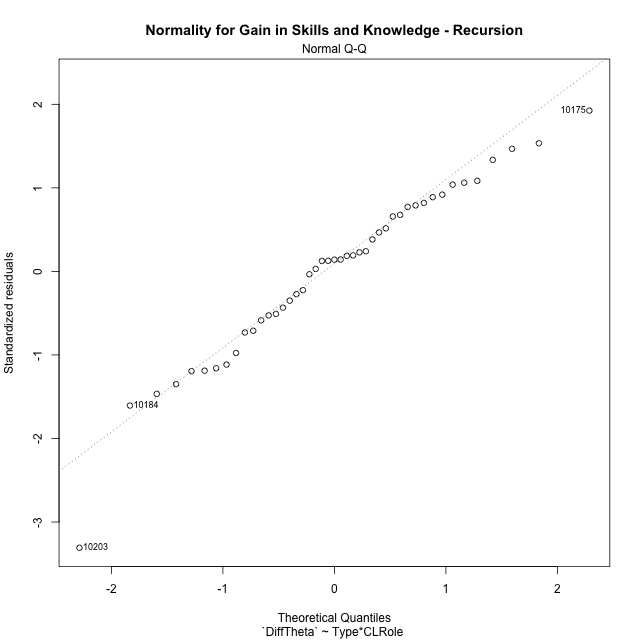 Normality for Gain in Skills and Knowledge - Recursion
Normal Q-Q
10175
10184
10203
Standardized residuals
2
1
0
-1
-2
-3
-2
-1
0
1
2
Theoretical Quantiles
`DiffTheta` ~ Type*CLRole